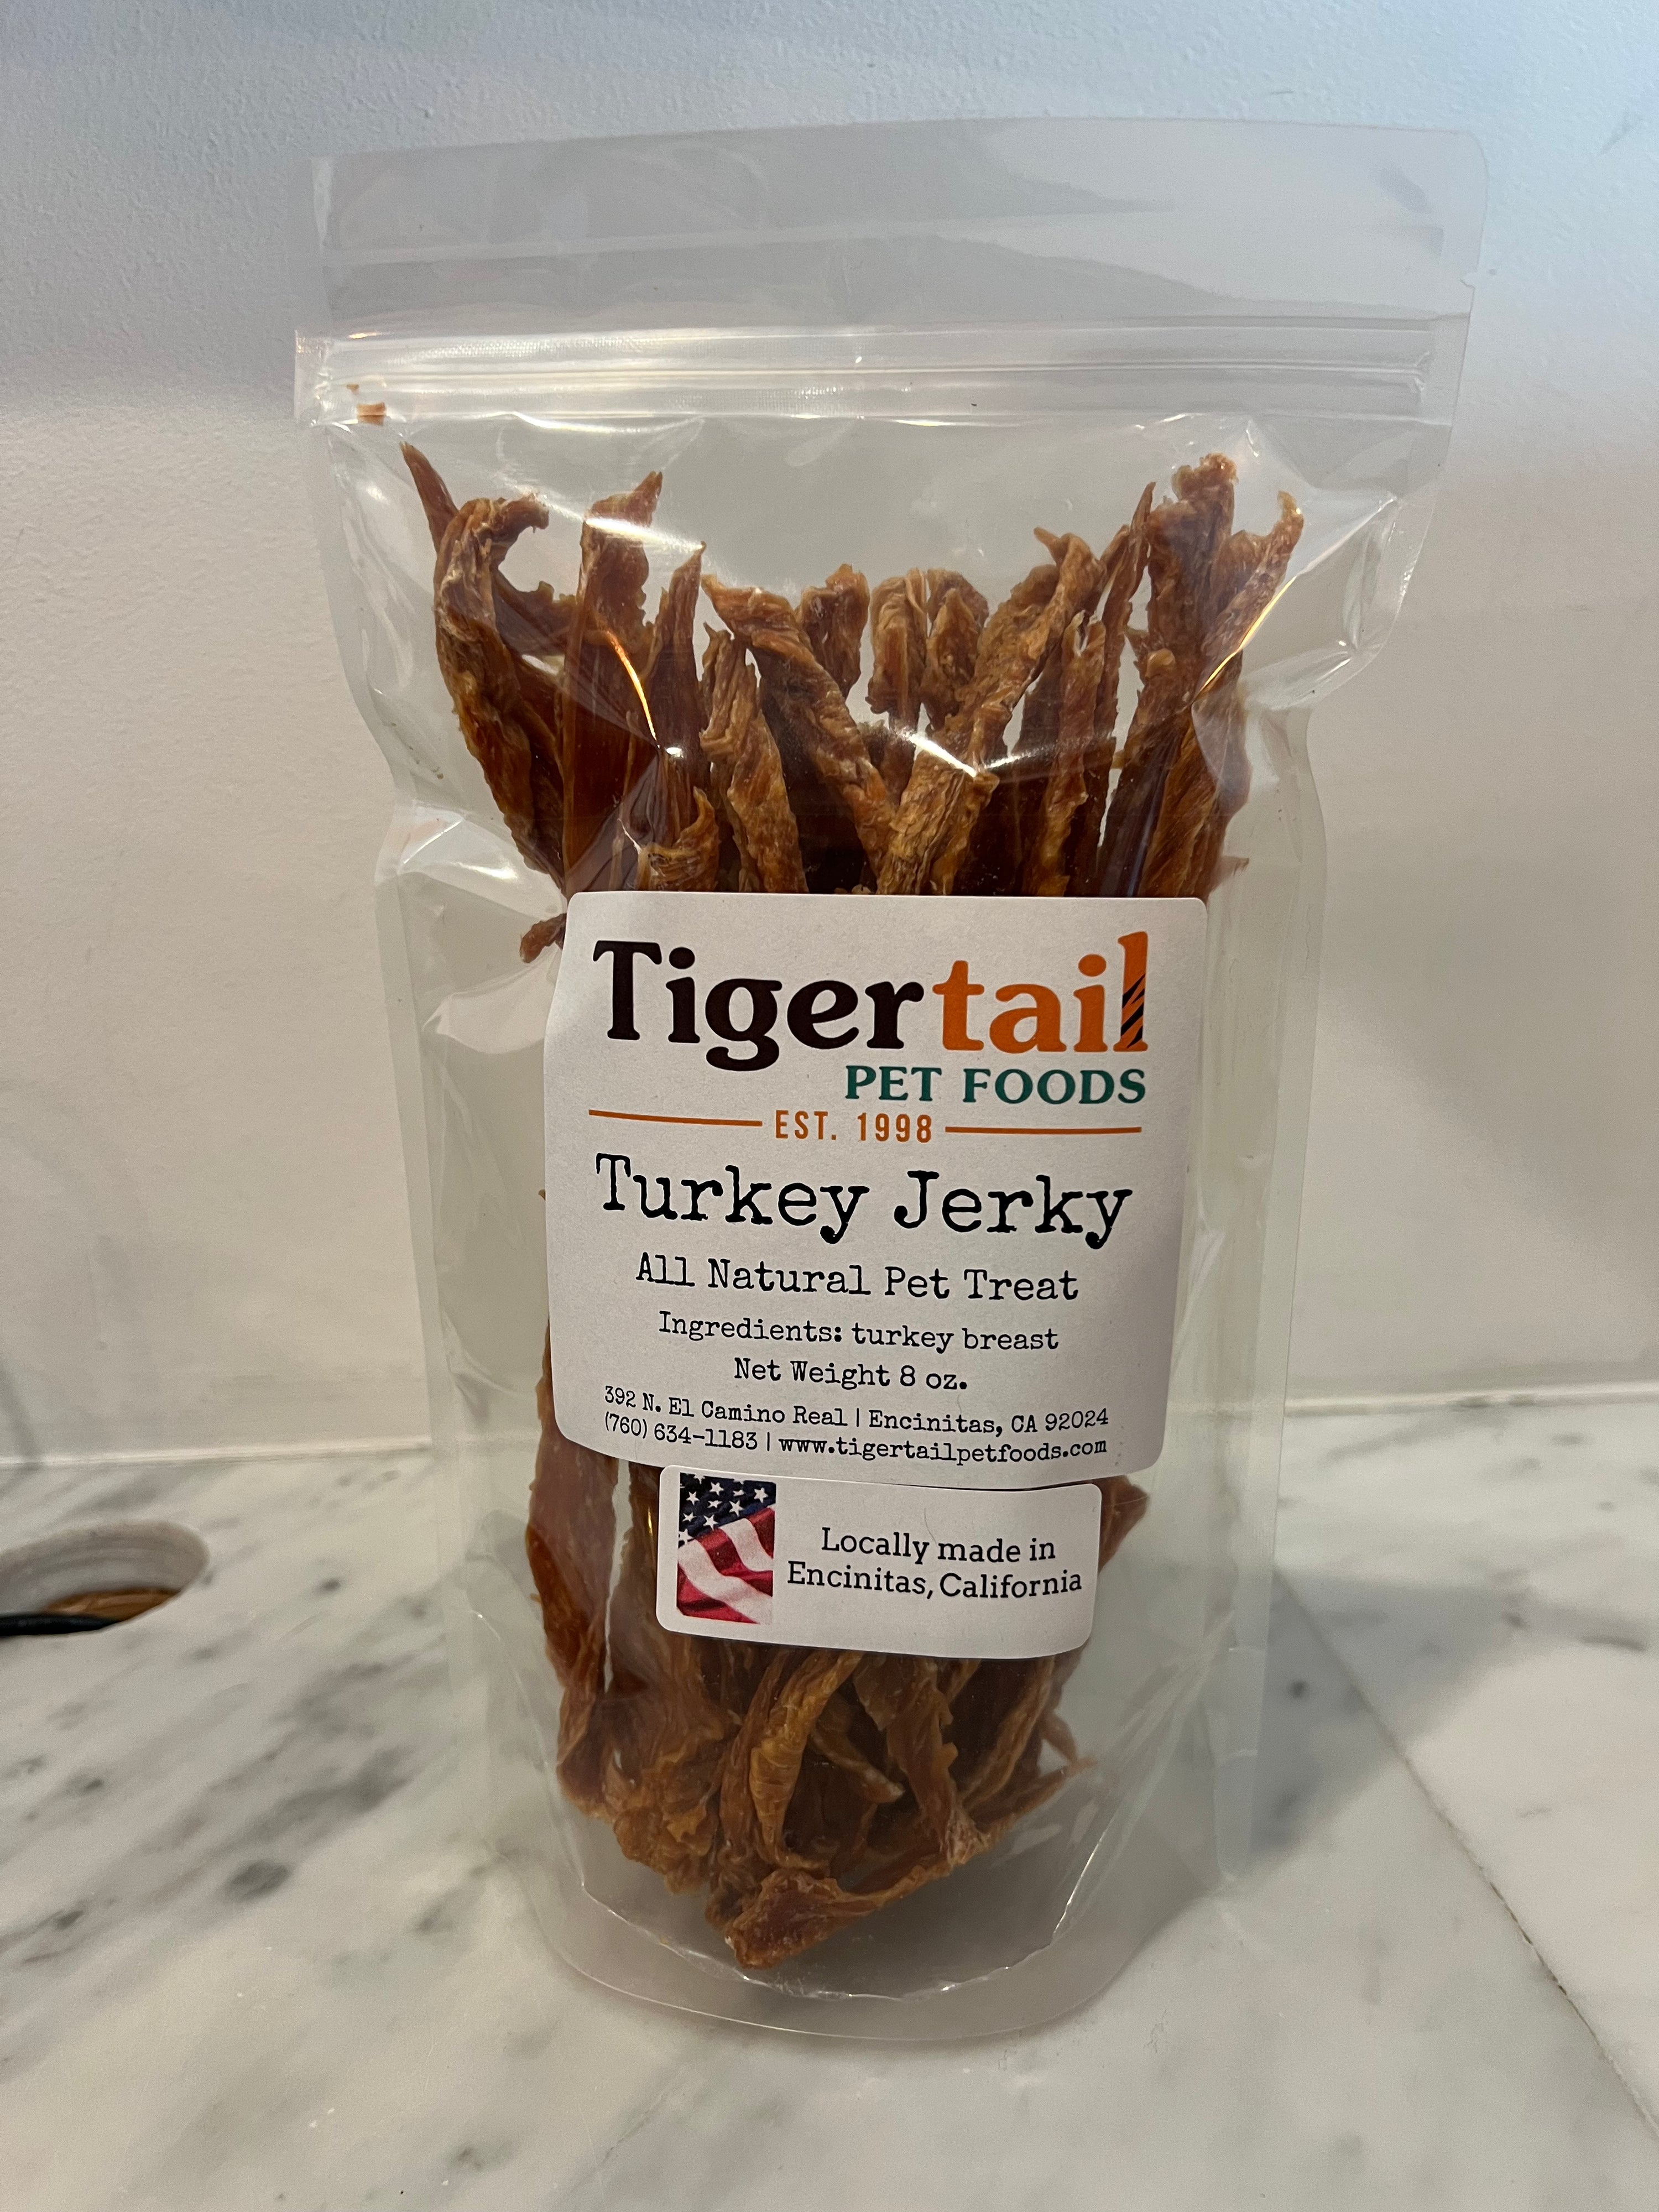 Tigertail
PET FOODS
EST. 1998
Turkey Jerky
All Natural Pet Treat
Ingredients: turkey breast
Net Weight 8 oz.
392 N. El Camino Real | Encinitas, CA 92024
(760) 634-1183 | www.tigertailpetfoods.com
Locally made in
Encinitas, California